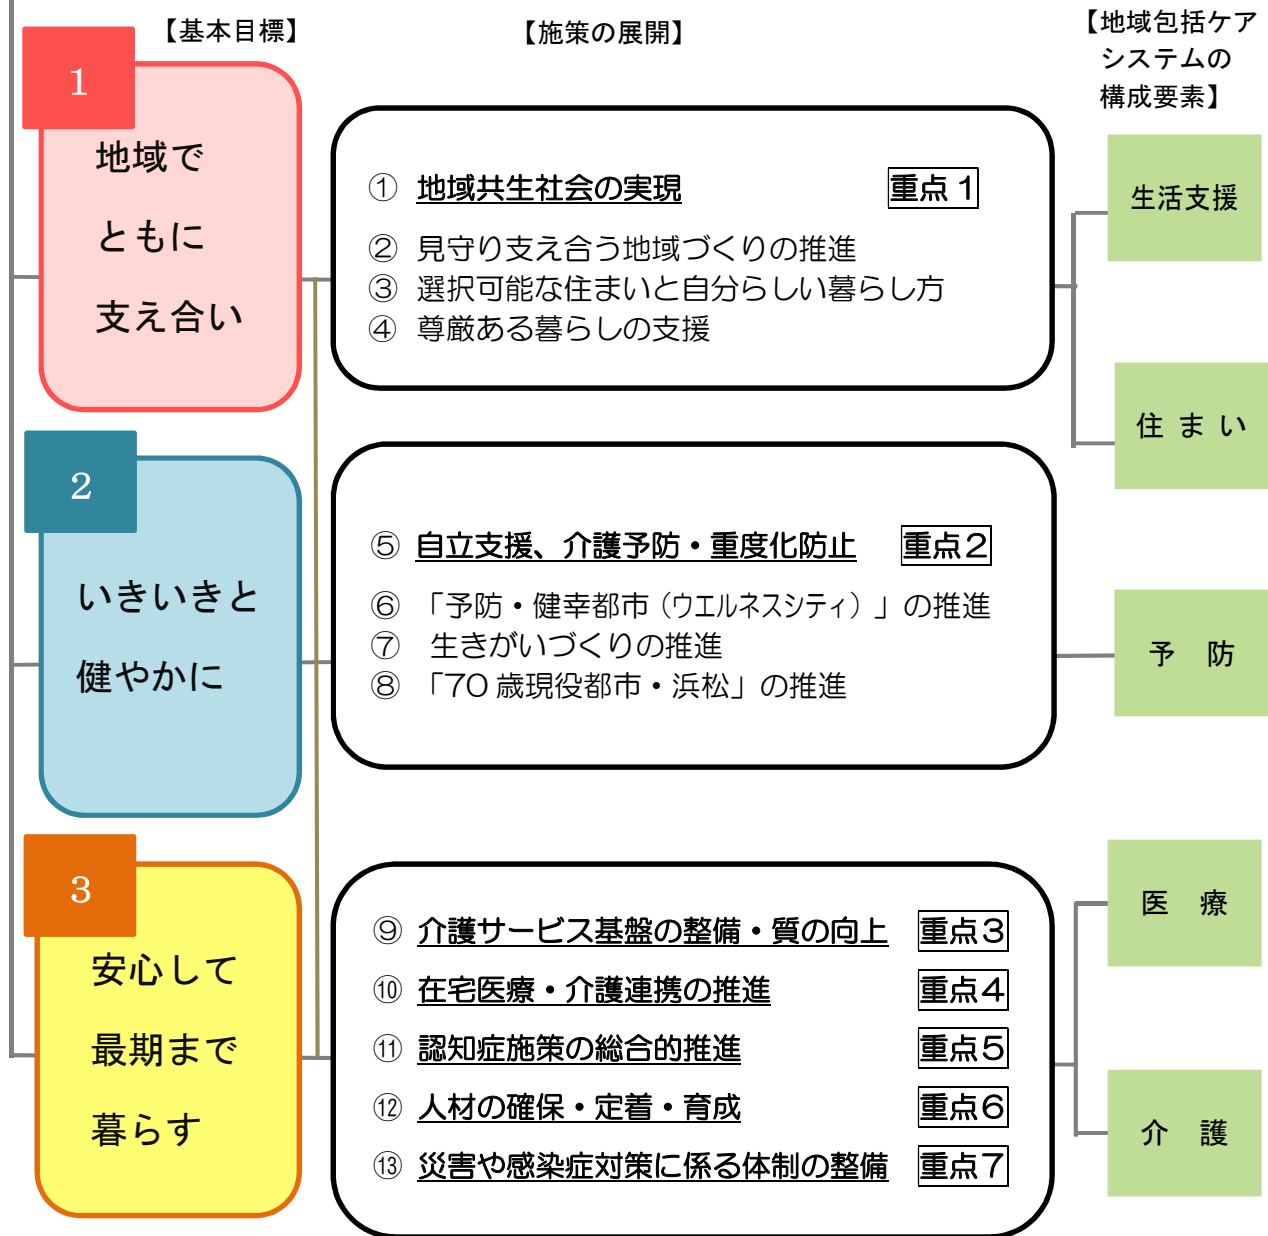 【基本目標】
【施策の展開】
【地域包括ケア
システムの
構成要素】
1
地域で
ともに
支え合い
① 地域共生社会の実現 重点1
② 見守り支え合う地域づくりの推進
③ 選択可能な住まいと自分らしい暮らし方
④ 尊厳ある暮らしの支援
生活支援
住まい
2
いきいきと
健やかに
⑤ 自立支援、介護予防・重度化防止 重点2
⑥ 「予防・健幸都市（ウエルネスシティ）」の推進
⑦ 生きがいづくりの推進
⑧ 「70歳現役都市・浜松」の推進
予防
3
安心して
最期まで
暮らす
⑨ 介護サービス基盤の整備・質の向上 重点3
⑩ 在宅医療・介護連携の推進 重点4
⑪ 認知症施策の総合的推進 重点5
⑫ 人材の確保・定着・育成 重点6
⑬ 災害や感染症対策に係る体制の整備 重点7
医療
介護